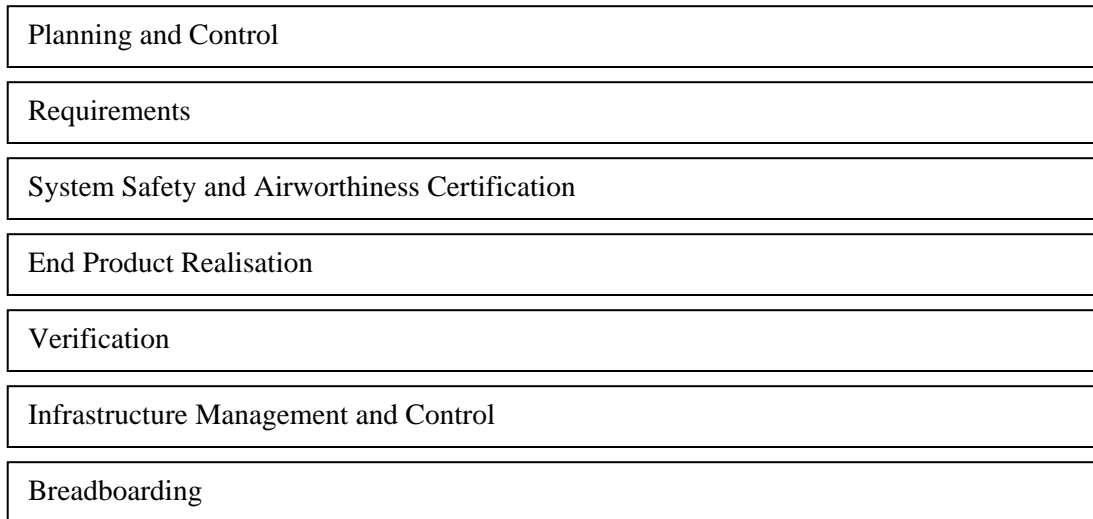 Planning and Control
Requirements
System Safety and Airworthiness Certification
End Product Realisation
Verification
Infrastructure Management and Control
Breadboarding